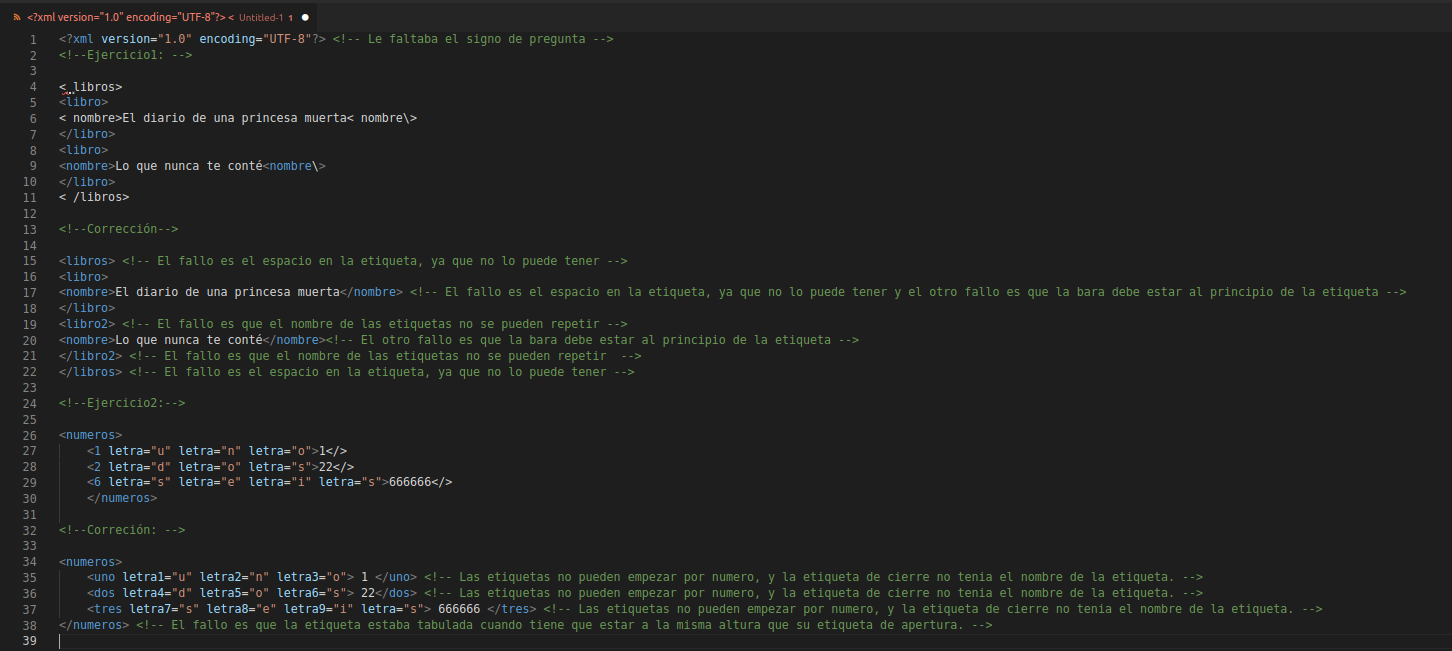 <?xml version="1.0" encoding="UTF-8"?> < Untitled-1 1
1 <?xml version="1.0" encoding="UTF-8"?> <!-- Le faltaba el signo de pregunta -->
2 <!--Ejercicio1: -->
3
4 < libros>
5 <libro>
6 < nombre>El diario de una princesa muerta< nombre\>
7 </libro>
8 <libro>
9 <nombre>Lo que nunca te conté<nombre\>
10 </libro>
11 < /libros>
12
13 <!--Corrección-->
14
15 <libros> <!-- El fallo es el espacio en la etiqueta, ya que no lo puede tener -->
16 <libro>
17 <nombre>El diario de una princesa muerta</nombre> <!-- El fallo es el espacio en la etiqueta, ya que no lo puede tener y el otro fallo es que la bara debe estar al principio de la etiqueta -->
18 </libro>
19 <libro2> <!-- El fallo es que el nombre de las etiquetas no se pueden repetir -->
20 <nombre>Lo que nunca te conté</nombre><!-- El otro fallo es que la bara debe estar al principio de la etiqueta -->
21 </libro2> <!-- El fallo es que el nombre de las etiquetas no se pueden repetir  -->
22 </libros> <!-- El fallo es el espacio en la etiqueta, ya que no lo puede tener -->
23
24 <!--Ejercicio2:-->
25
26 <numeros>
27     <1 letra="u" letra="n" letra="o">1</>
28     <2 letra="d" letra="o" letra="s">22</>
29     <6 letra="s" letra="e" letra="i" letra="s">666666</>
30     </numeros>
31
32 <!--Correción: -->
33
34 <numeros>
35     <uno letra1="u" letra2="n" letra3="o"> 1 </uno> <!-- Las etiquetas no pueden empezar por numero, y la etiqueta de cierre no tenia el nombre de la etiqueta. -->
36     <dos letra4="d" letra5="o" letra6="s"> 22</dos> <!-- Las etiquetas no pueden empezar por numero, y la etiqueta de cierre no tenia el nombre de la etiqueta. -->
37     <tres letra7="s" letra8="e" letra9="i" letra="s"> 666666 </tres> <!-- Las etiquetas no pueden empezar por numero, y la etiqueta de cierre no tenia el nombre de la etiqueta. -->
38 </numeros> <!-- El fallo es que la etiqueta estaba tabulada cuando tiene que estar a la misma altura que su etiqueta de apertura. -->
39